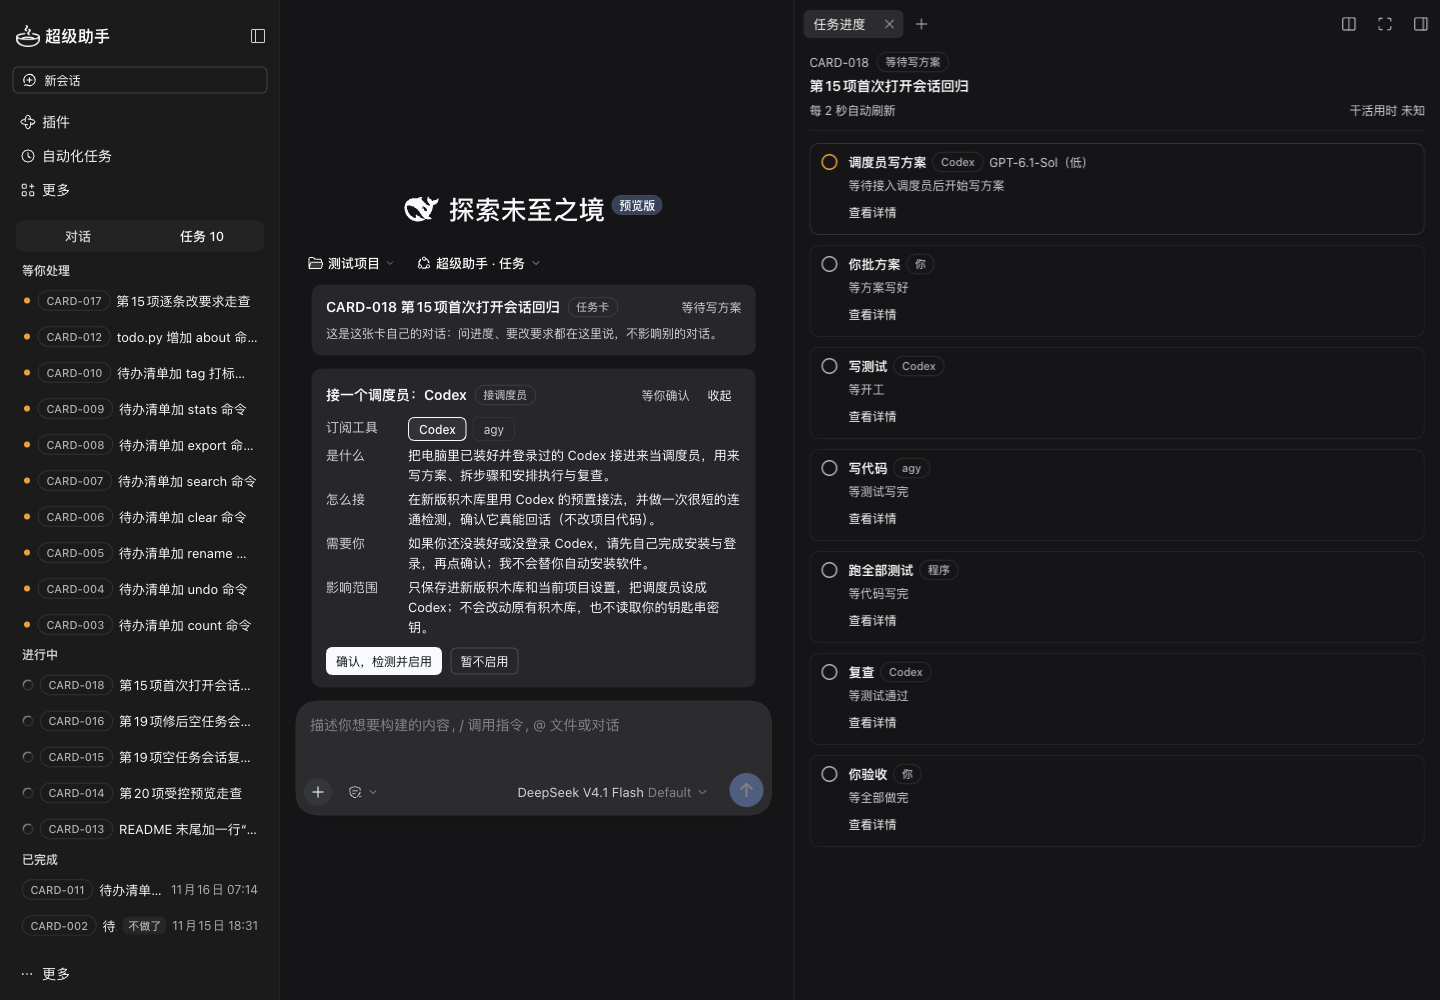 超级助手
新会话
插件
自动化任务
更多
对话
任务 10
等你处理
CARD-017 第15项逐条改要求走查
CARD-012 todo.py 增加 about 命...
CARD-010 待办清单加 tag 打标...
CARD-009 待办清单加 stats 命令
CARD-008 待办清单加 export 命...
CARD-007 待办清单加 search 命令
CARD-006 待办清单加 clear 命令
CARD-005 待办清单加 rename ...
CARD-004 待办清单加 undo 命令
CARD-003 待办清单加 count 命令
进行中
CARD-018 第15项首次打开会话...
CARD-016 第19项修后空任务会...
CARD-015 第19项空任务会话复...
CARD-014 第20项受控预览走查
CARD-013 README 末尾加一行“...
已完成
CARD-011 待办清单... 11月16日 07:14
CARD-002 待 不做了 11月15日 18:31
更多
探索未至之境 预览版
测试项目
超级助手 · 任务
CARD-018 第15项首次打开会话回归 任务卡 等待写方案
这是这张卡自己的对话：问进度、要改要求都在这里说，不影响别的对话。
接一个调度员：Codex 接调度员 等你确认 收起
订阅工具 Codex agy
是什么 把电脑里已装好并登录过的 Codex 接进来当调度员，用来
写方案、拆步骤和安排执行与复查。
怎么接 在新版积木库里用 Codex 的预置接法，并做一次很短的连
通检测，确认它真能回话（不改项目代码）。
需要你 如果你还没装好或没登录 Codex，请先自己完成安装与登
录，再点确认；我不会替你自动安装软件。
影响范围 只保存进新版积木库和当前项目设置，把调度员设成
Codex；不会改动原有积木库，也不读取你的钥匙串密
钥。
确认，检测并启用 暂不启用
描述你想要构建的内容, / 调用指令, @ 文件或对话
DeepSeek V4.1 Flash Default
任务进度
CARD-018 等待写方案
第15项首次打开会话回归
每 2 秒自动刷新 干活用时 未知
调度员写方案 Codex GPT-6.1-Sol（低）
等待接入调度员后开始写方案
查看详情
你批方案 你
等方案写好
查看详情
写测试 Codex
等开工
查看详情
写代码 agy
等测试写完
查看详情
跑全部测试 程序
等代码写完
查看详情
复查 Codex
等测试通过
查看详情
你验收 你
等全部做完
查看详情